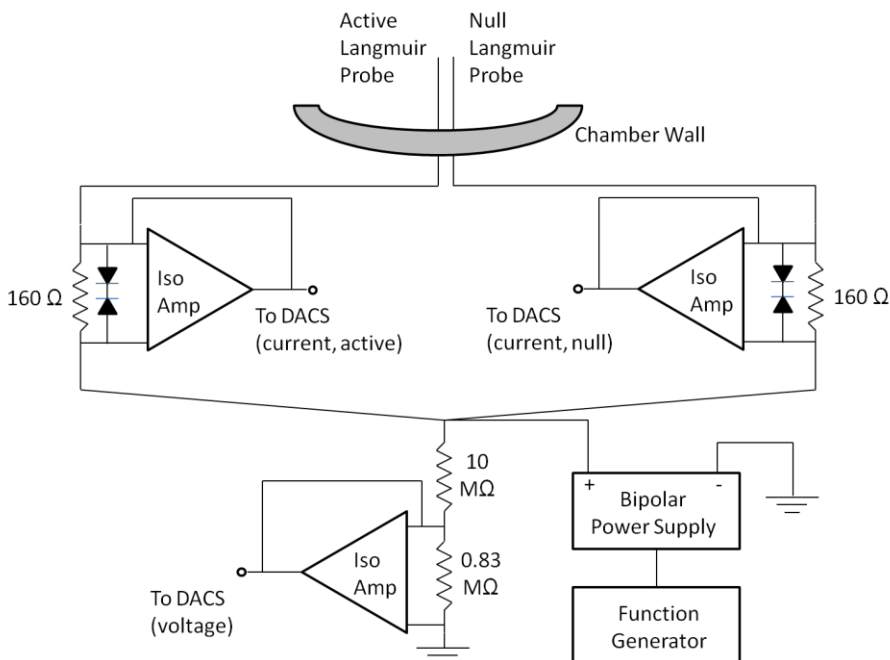 Active
Langmuir
Probe
Null
Langmuir
Probe
Chamber Wall
160 Ω
Iso
Amp
To DACS
(current, active)
Iso
Amp
160 Ω
To DACS
(current, null)
10
MΩ
+ -
Bipolar
Power Supply
Iso
Amp
0.83
MΩ
To DACS
(voltage)
Function
Generator